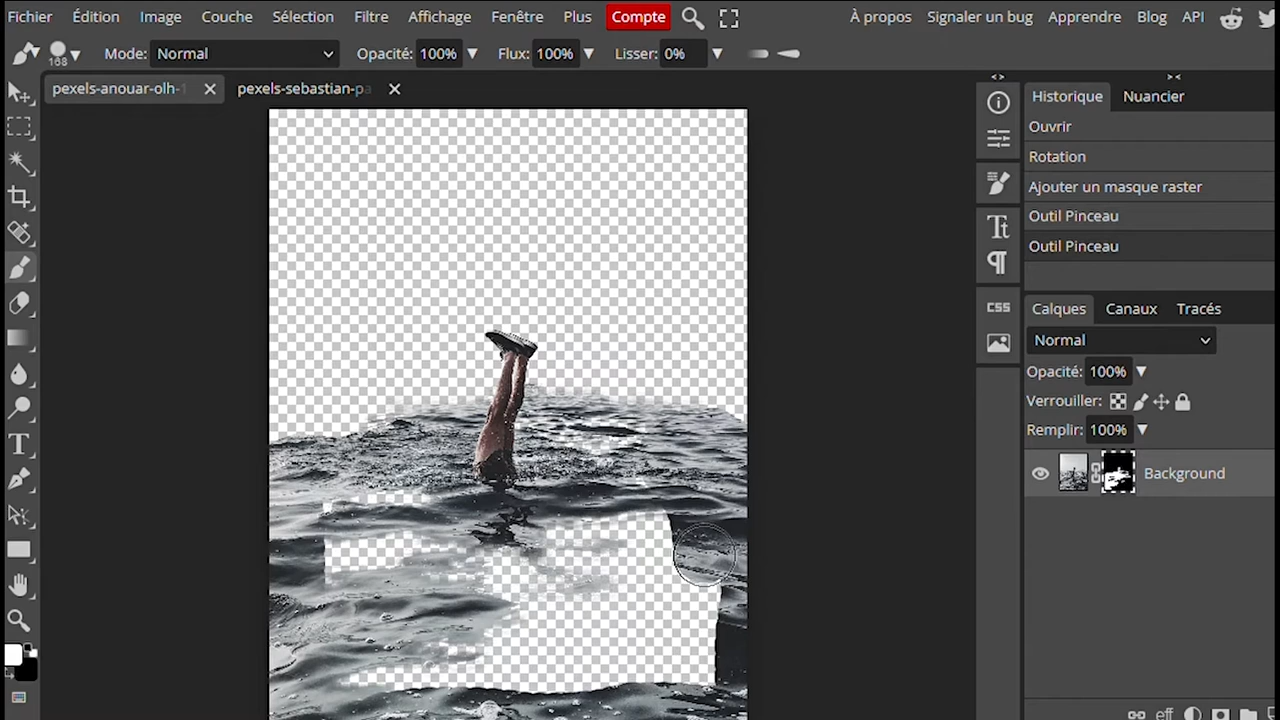 Fichier Édition Image Couche Sélection Filtre Affichage Fenêtre Plus Compte À propos Signaler un bug Apprendre Blog API
168 Mode: Normal Opacité: 100% Flux: 100% Lisser: 0%
pexels-anouar-olh-1 pexels-sebastian-pa
Historique Nuancier
Ouvrir
Rotation
Ajouter un masque raster
Outil Pinceau
Outil Pinceau
CSS
Calques Canaux Tracés
Normal
Opacité: 100%
Verrouiller:
Remplir: 100%
Background
eff